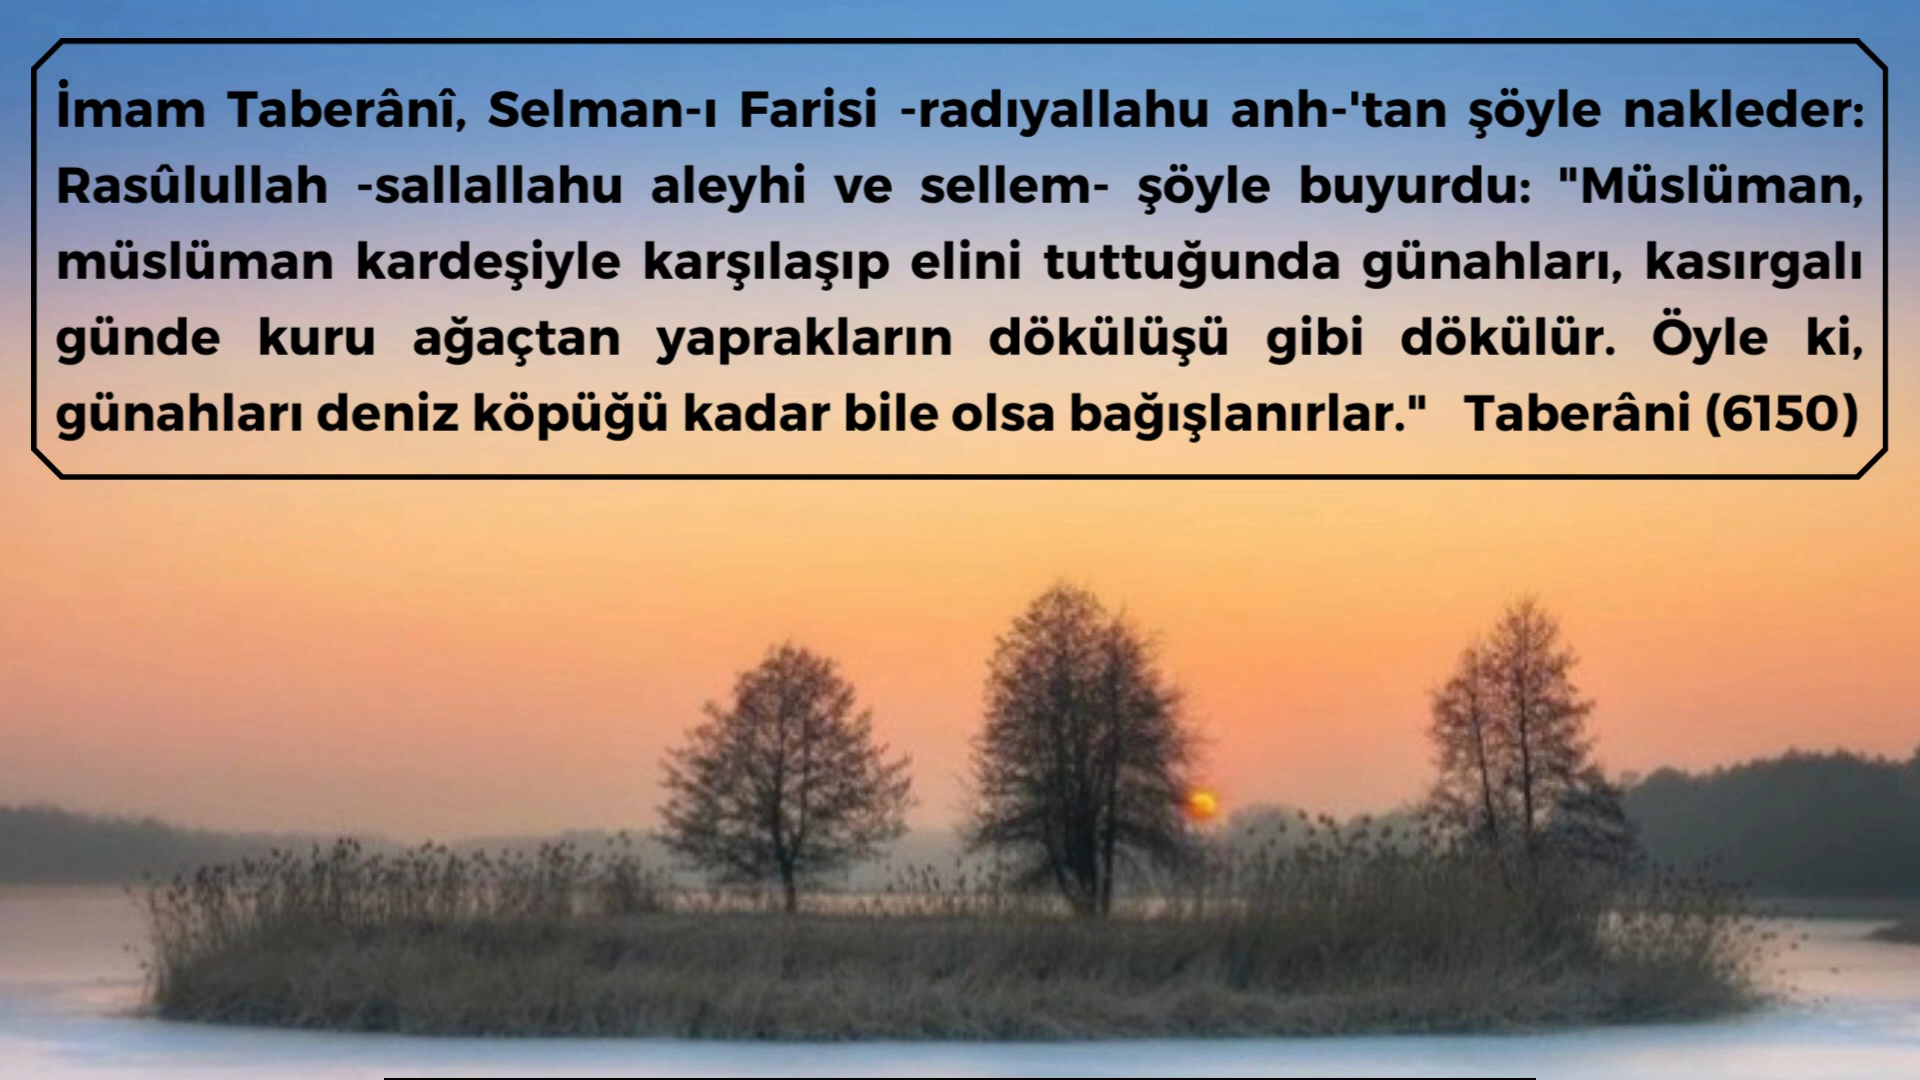 İmam Taberânî, Selman-ı Farisi -radıyallahu anh-'tan şöyle nakleder:
Rasûlullah -sallallahu aleyhi ve sellem- şöyle buyurdu: "Müslüman,
müslüman kardeşiyle karşılaşıp elini tuttuğunda günahları, kasırgalı
günde kuru ağaçtan yaprakların dökülüşü gibi dökülür. Öyle ki,
günahları deniz köpüğü kadar bile olsa bağışlanırlar." Taberâni (6150)